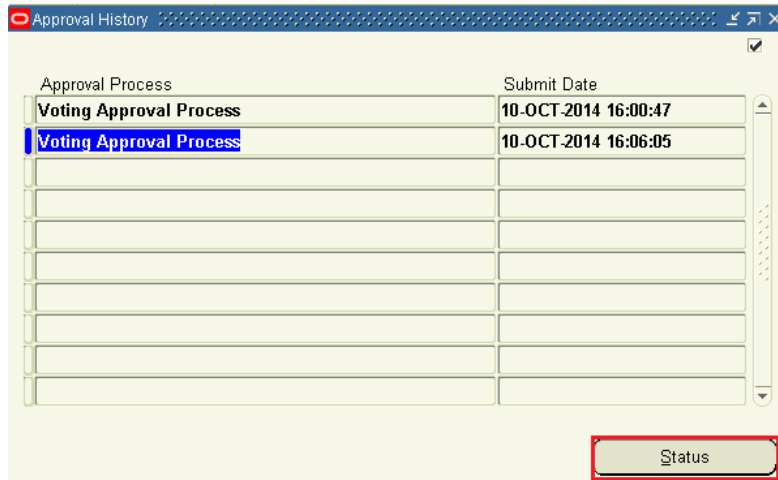 Approval History
Approval Process Submit Date
Voting Approval Process 10-OCT-2014 16:00:47
Voting Approval Process 10-OCT-2014 16:06:05
Status